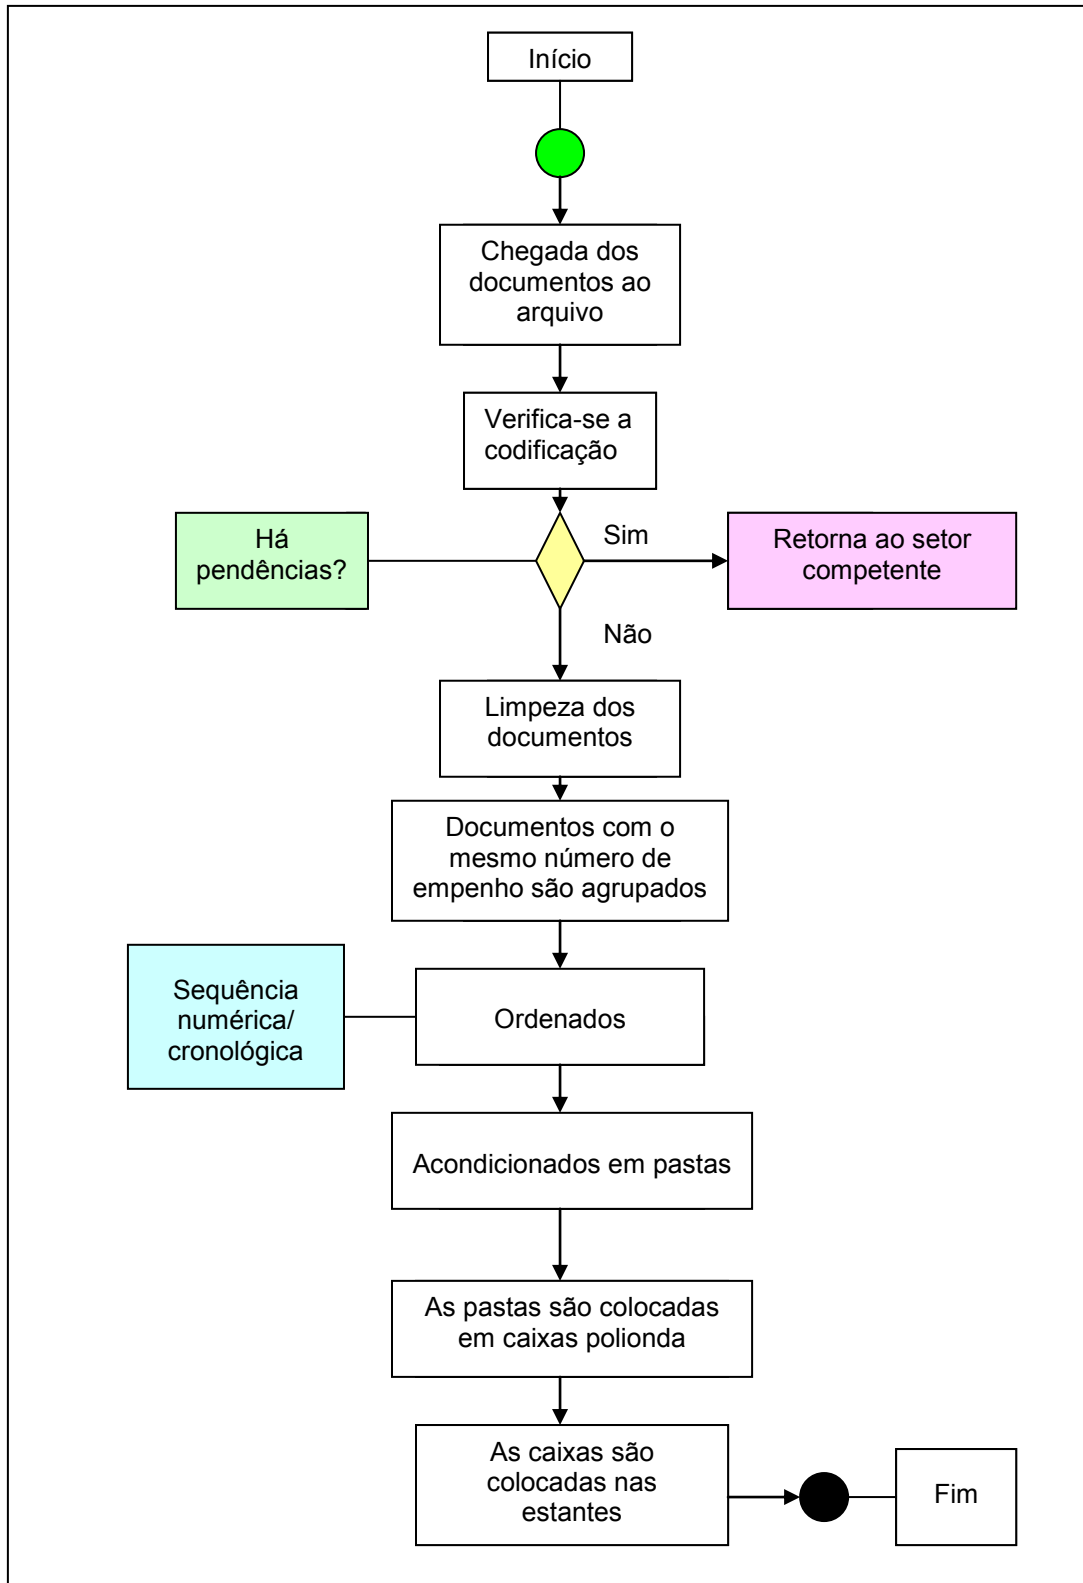 Início
Chegada dos
documentos ao
arquivo
Verifica-se a
codificação
Há
pendências?
Sim
Retorna ao setor
competente
Não
Limpeza dos
documentos
Documentos com o
mesmo número de
empenho são agrupados
Sequência
numérica/
cronológica
Ordenados
Acondicionados em pastas
As pastas são colocadas
em caixas polionda
As caixas são
colocadas nas
estantes
Fim